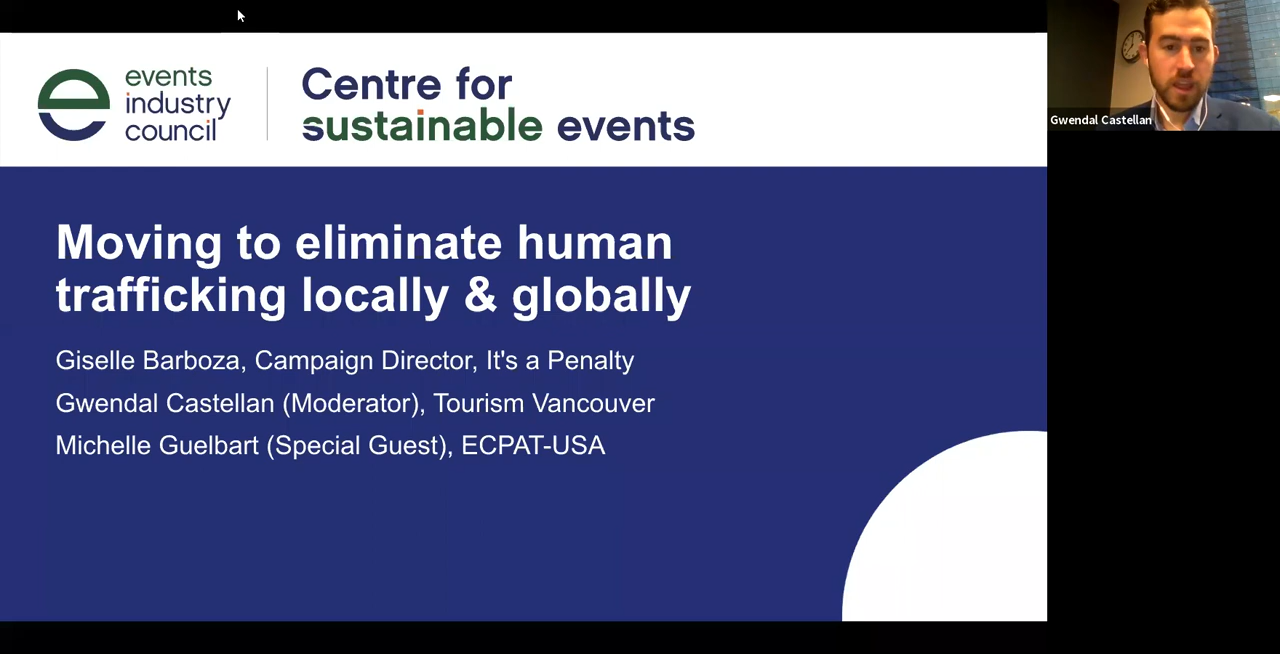 events
industry
council
Centre for
sustainable events
Moving to eliminate human
trafficking locally & globally
Giselle Barboza, Campaign Director, It's a Penalty
Gwendal Castellan (Moderator), Tourism Vancouver
Michelle Guelbart (Special Guest), ECPAT-USA
Gwendal Castellan